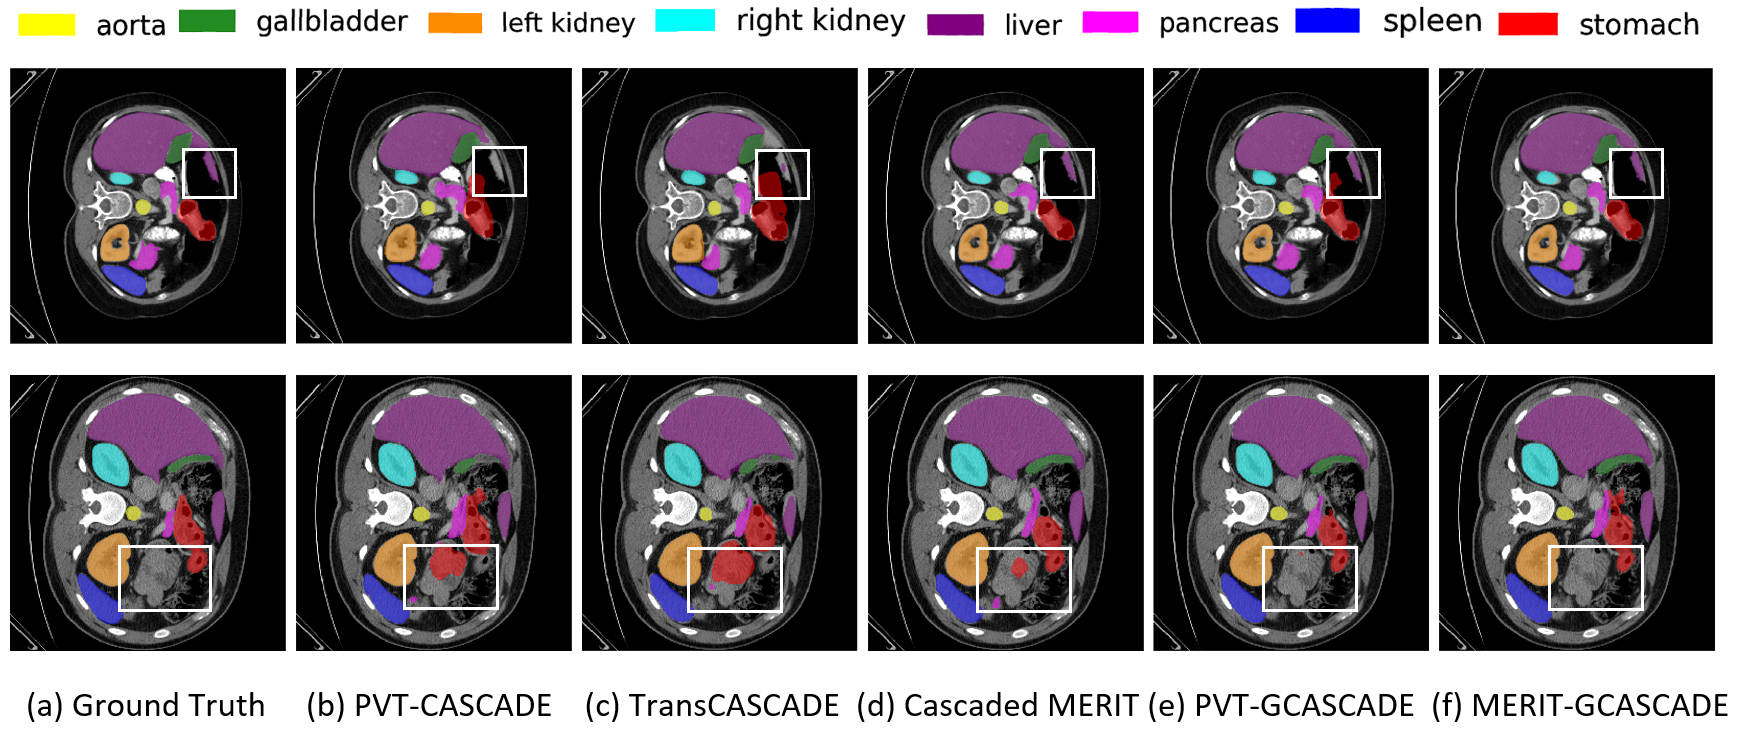 aorta gallbladder left kidney right kidney liver pancreas spleen stomach
(a) Ground Truth (b) PVT-CASCADE (c) TransCASCADE (d) Cascaded MERIT (e) PVT-GCASCADE (f) MERIT-GCASCADE